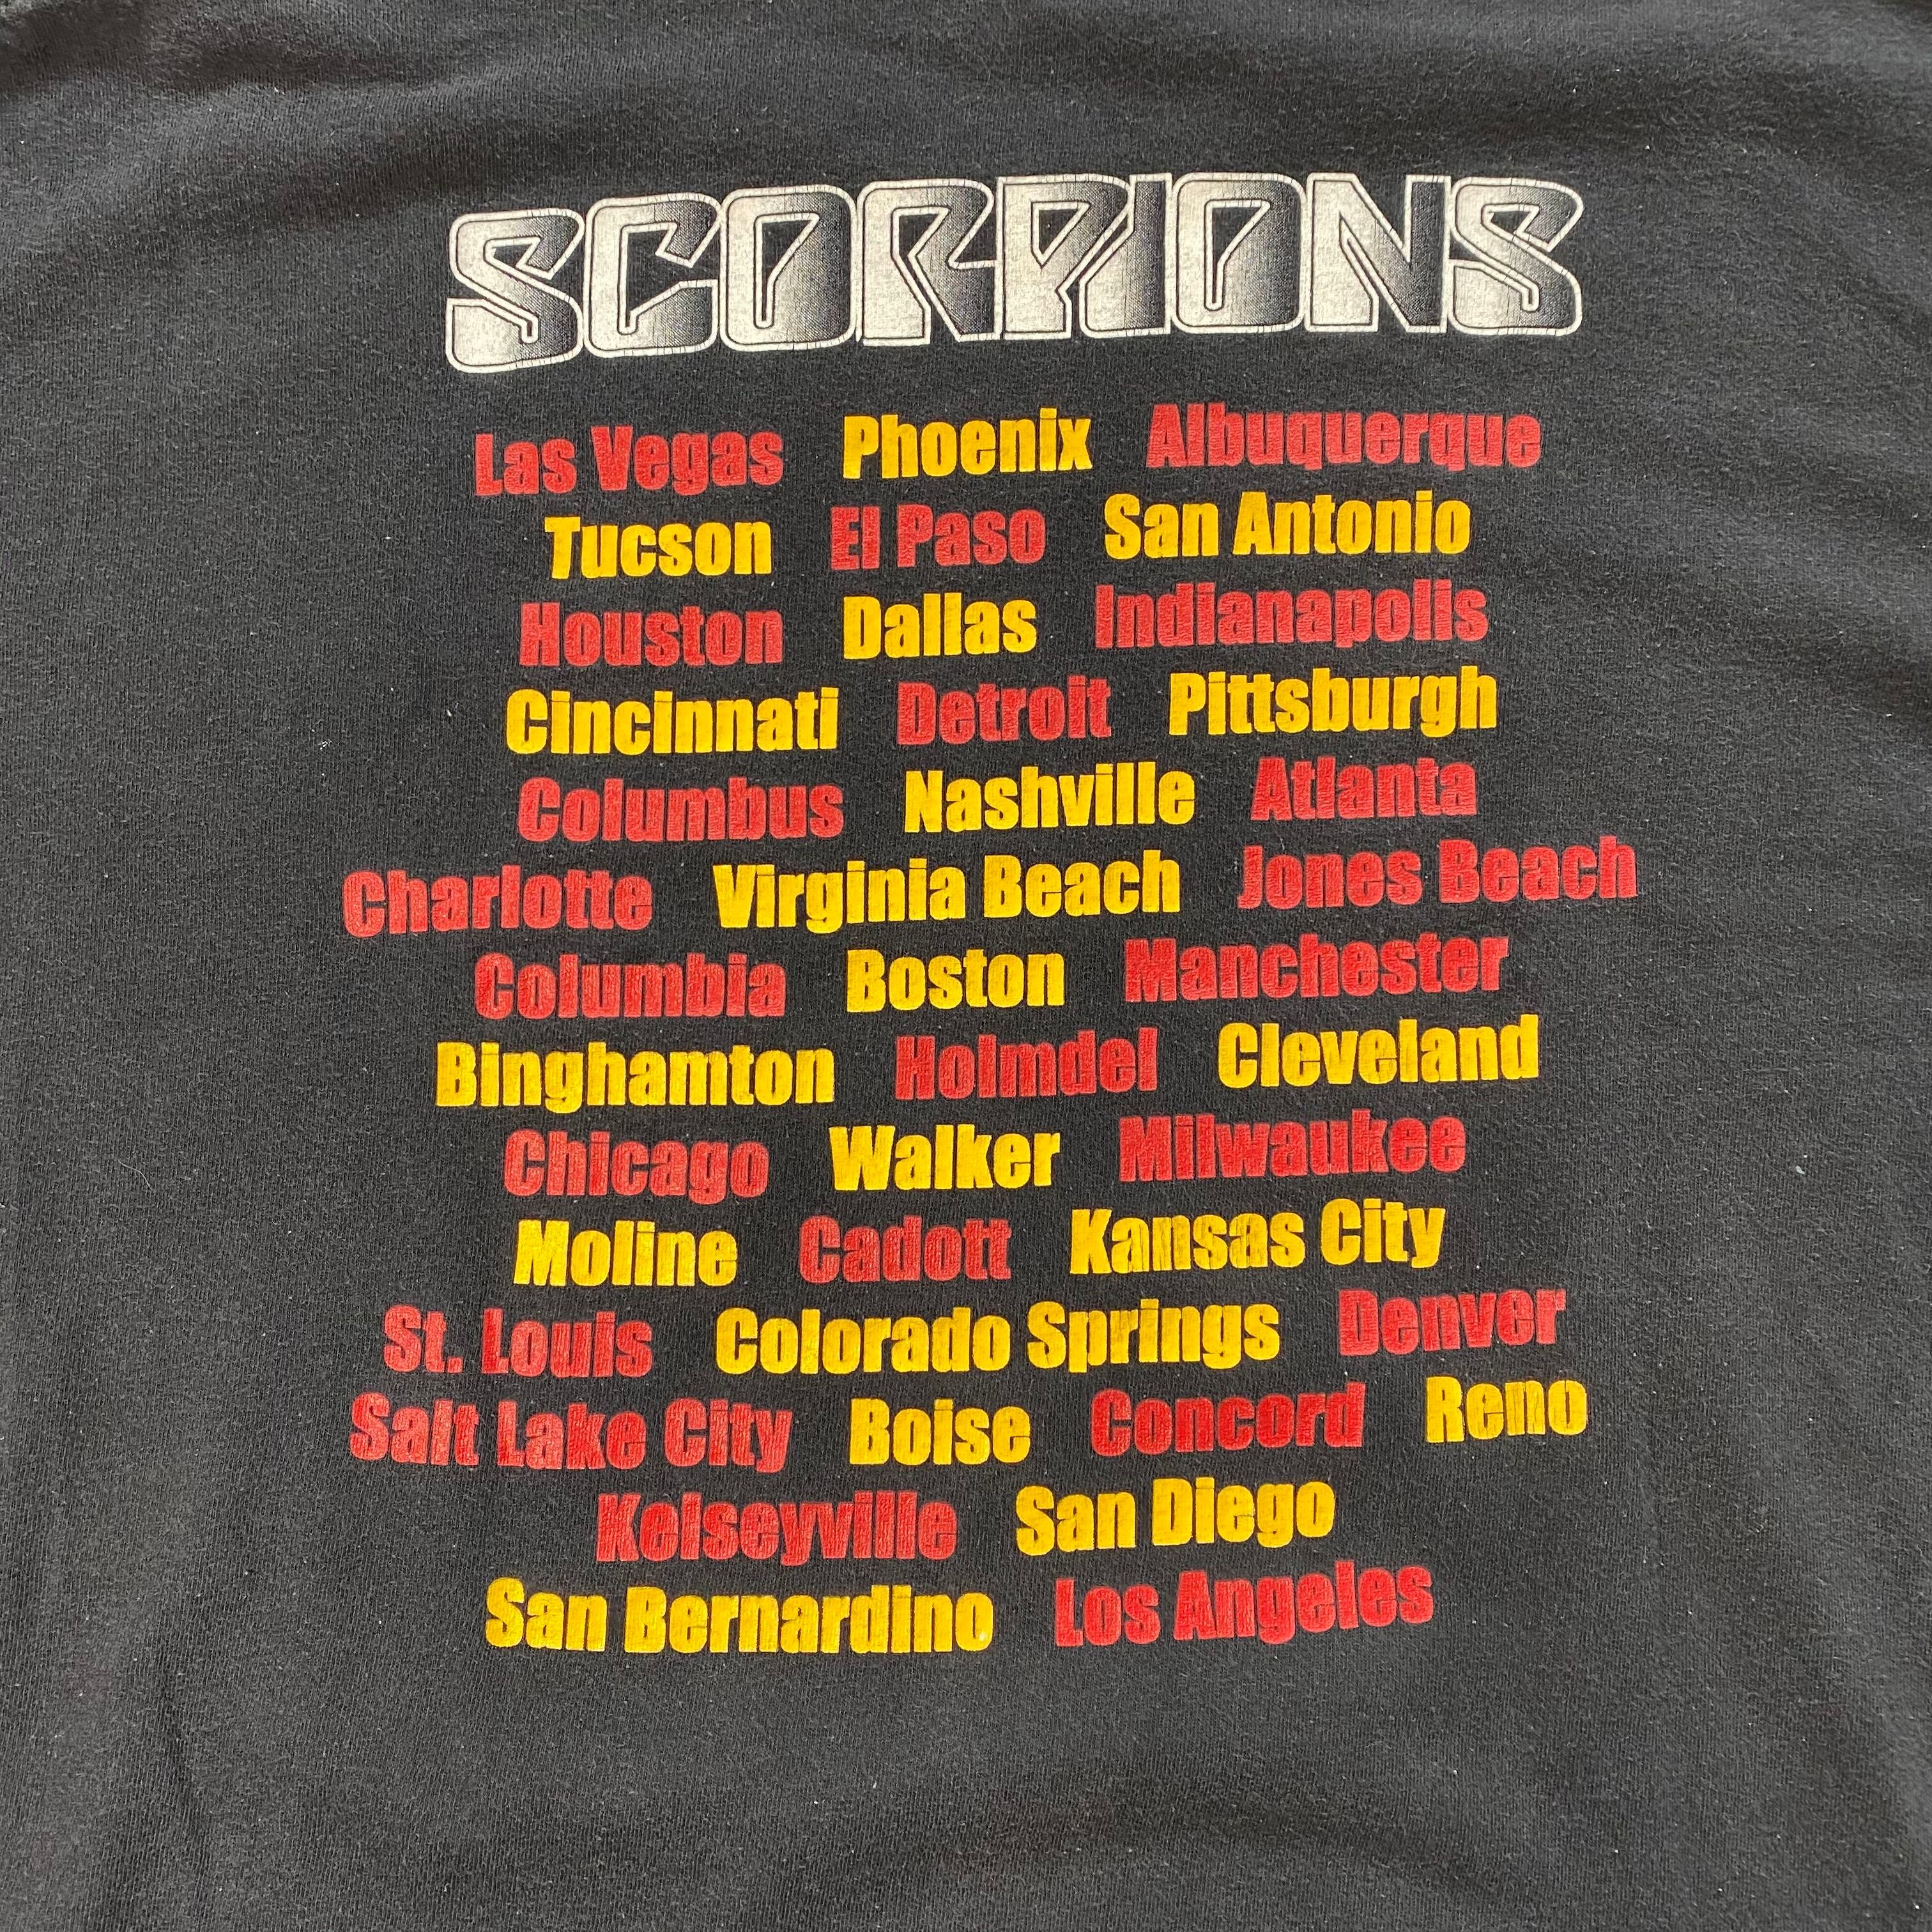 SCORPIONS
Las Vegas Phoenix Albuquerque
Tucson El Paso San Antonio
Houston Dallas Indianapolis
Cincinnati Detroit Pittsburgh
Columbus Nashville Atlanta
Charlotte Virginia Beach Jones Beach
Columbia Boston Manchester
Binghamton Holmdel Cleveland
Chicago Walker Milwaukee
Moline Cadott Kansas City
St. Louis Colorado Springs Denver
Salt Lake City Boise Concord Reno
Kelseyville San Diego
San Bernardino Los Angeles